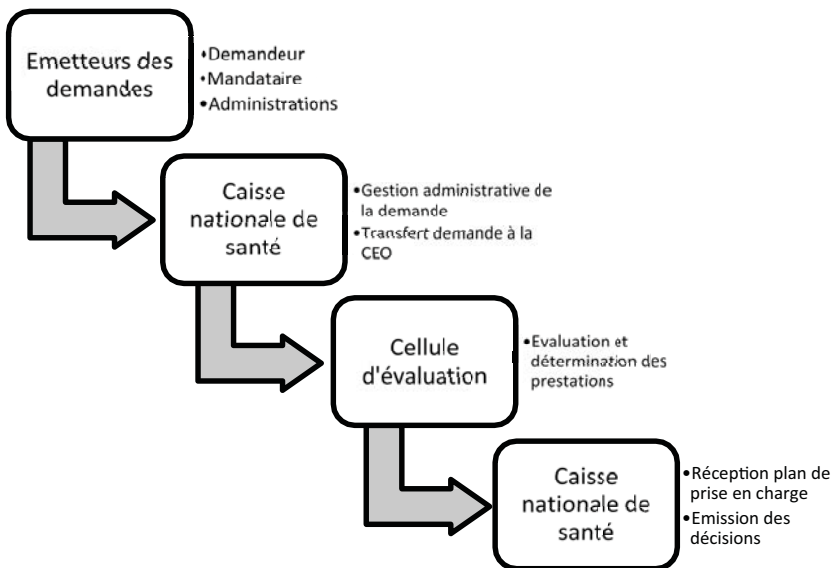 Emetteurs des
demandes
•Demandeur
•Mandataire
•Administrations
Caisse
nationale de
santé
•Gestion administrative de
la demande
•Transfert demande à la
CEO
Cellule
d'évaluation
•Evaluation et
détermination des
prestations
Caisse
nationale de
santé
•Réception plan de
prise en charge
•Emission des
décisions